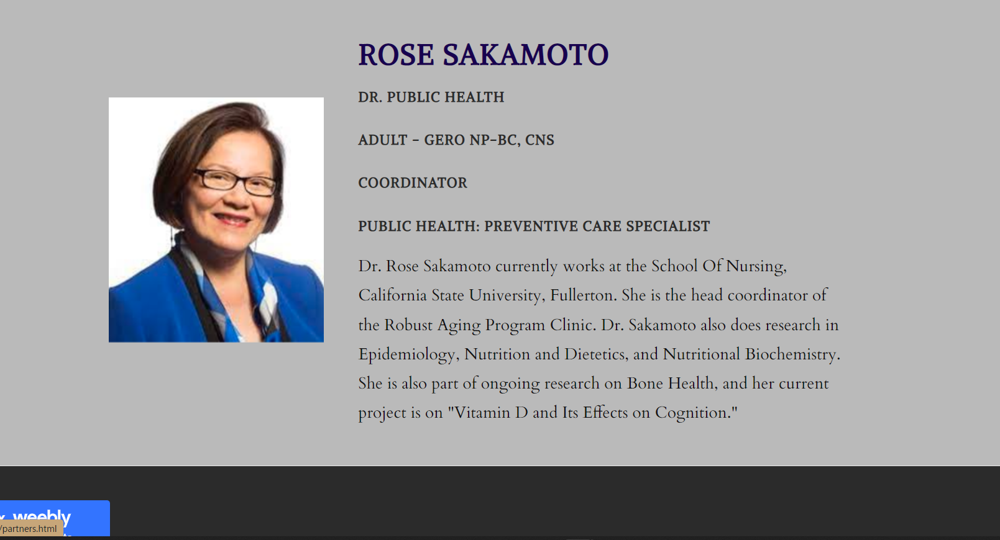 ROSE SAKAMOTO
DR. PUBLIC HEALTH
ADULT - GERO NP-BC, CNS
COORDINATOR
PUBLIC HEALTH: PREVENTIVE CARE SPECIALIST
Dr. Rose Sakamoto currently works at the School Of Nursing,
California State University, Fullerton. She is the head coordinator of
the Robust Aging Program Clinic. Dr. Sakamoto also does research in
Epidemiology, Nutrition and Dietetics, and Nutritional Biochemistry.
She is also part of ongoing research on Bone Health, and her current
project is on "Vitamin D and Its Effects on Cognition."
weebly
/partners.html